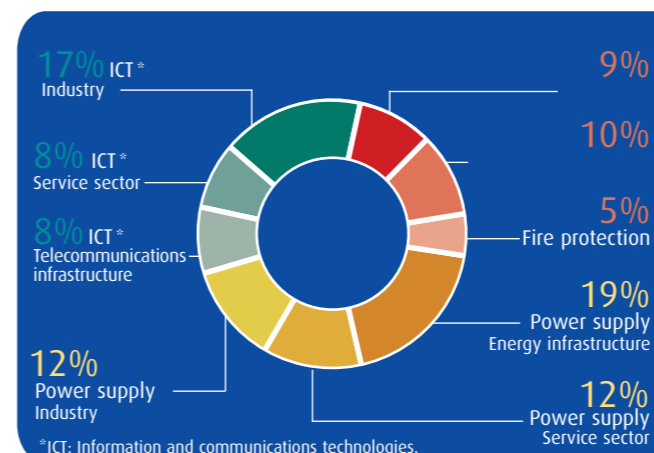 17% ICT*
Industry
8% ICT*
Service sector
8% ICT*
Telecommunications
infrastructure
12%
Power supply
Industry
9%
10%
5%
Fire protection
19%
Power supply
Energy infrastructure
12%
Power supply
Service sector
*ICT: Information and communications technologies.